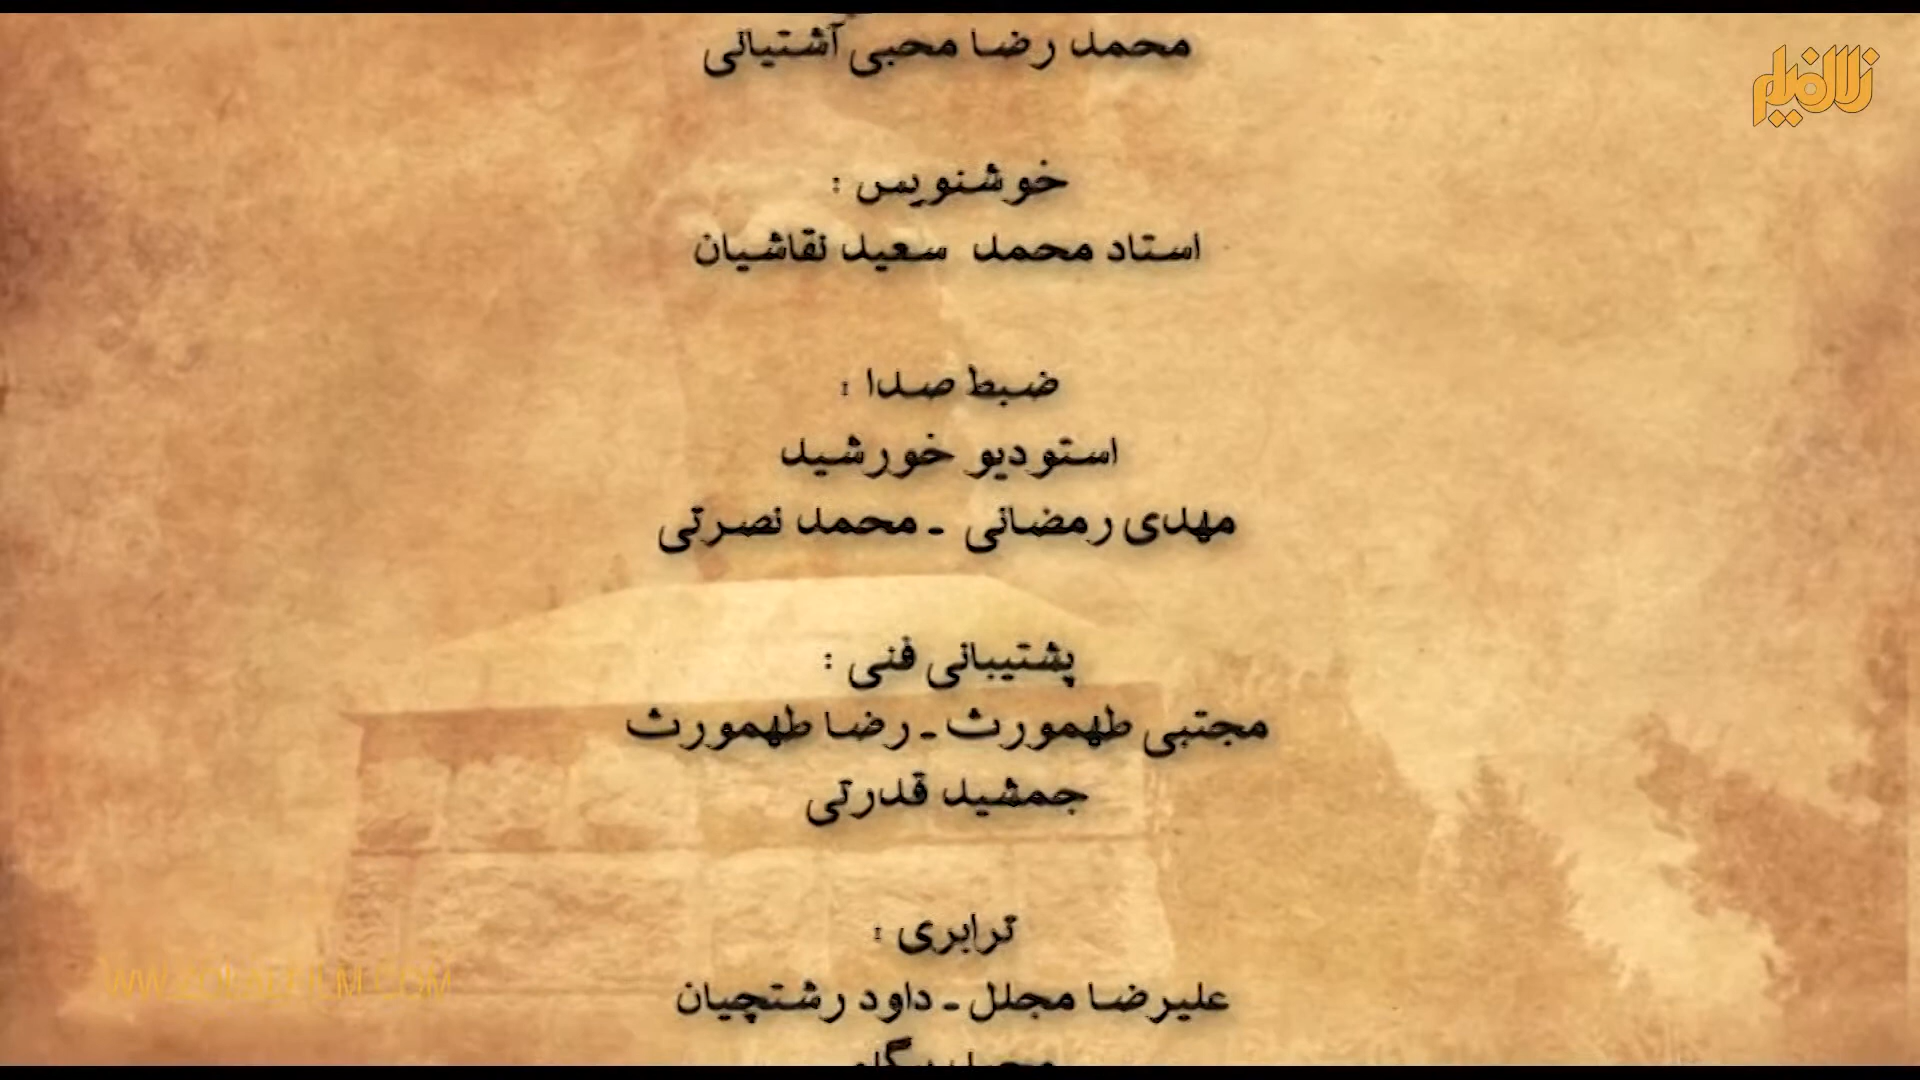 محمد رضا محبی آشتیانی
زلال فیلم
خوشنویس :
استاد محمد سعید نقاشیان
ضبط صدا :
استودیو خورشید
مهدی رمضانی - محمد نصرتی
پشتیبانی فنی :
مجتبی طهمورث - رضا طهمورث
جمشید قدرتی
ترابری :
WWW.ZOLALFILM.COM
علیرضا مجلل - داود رشتچیان